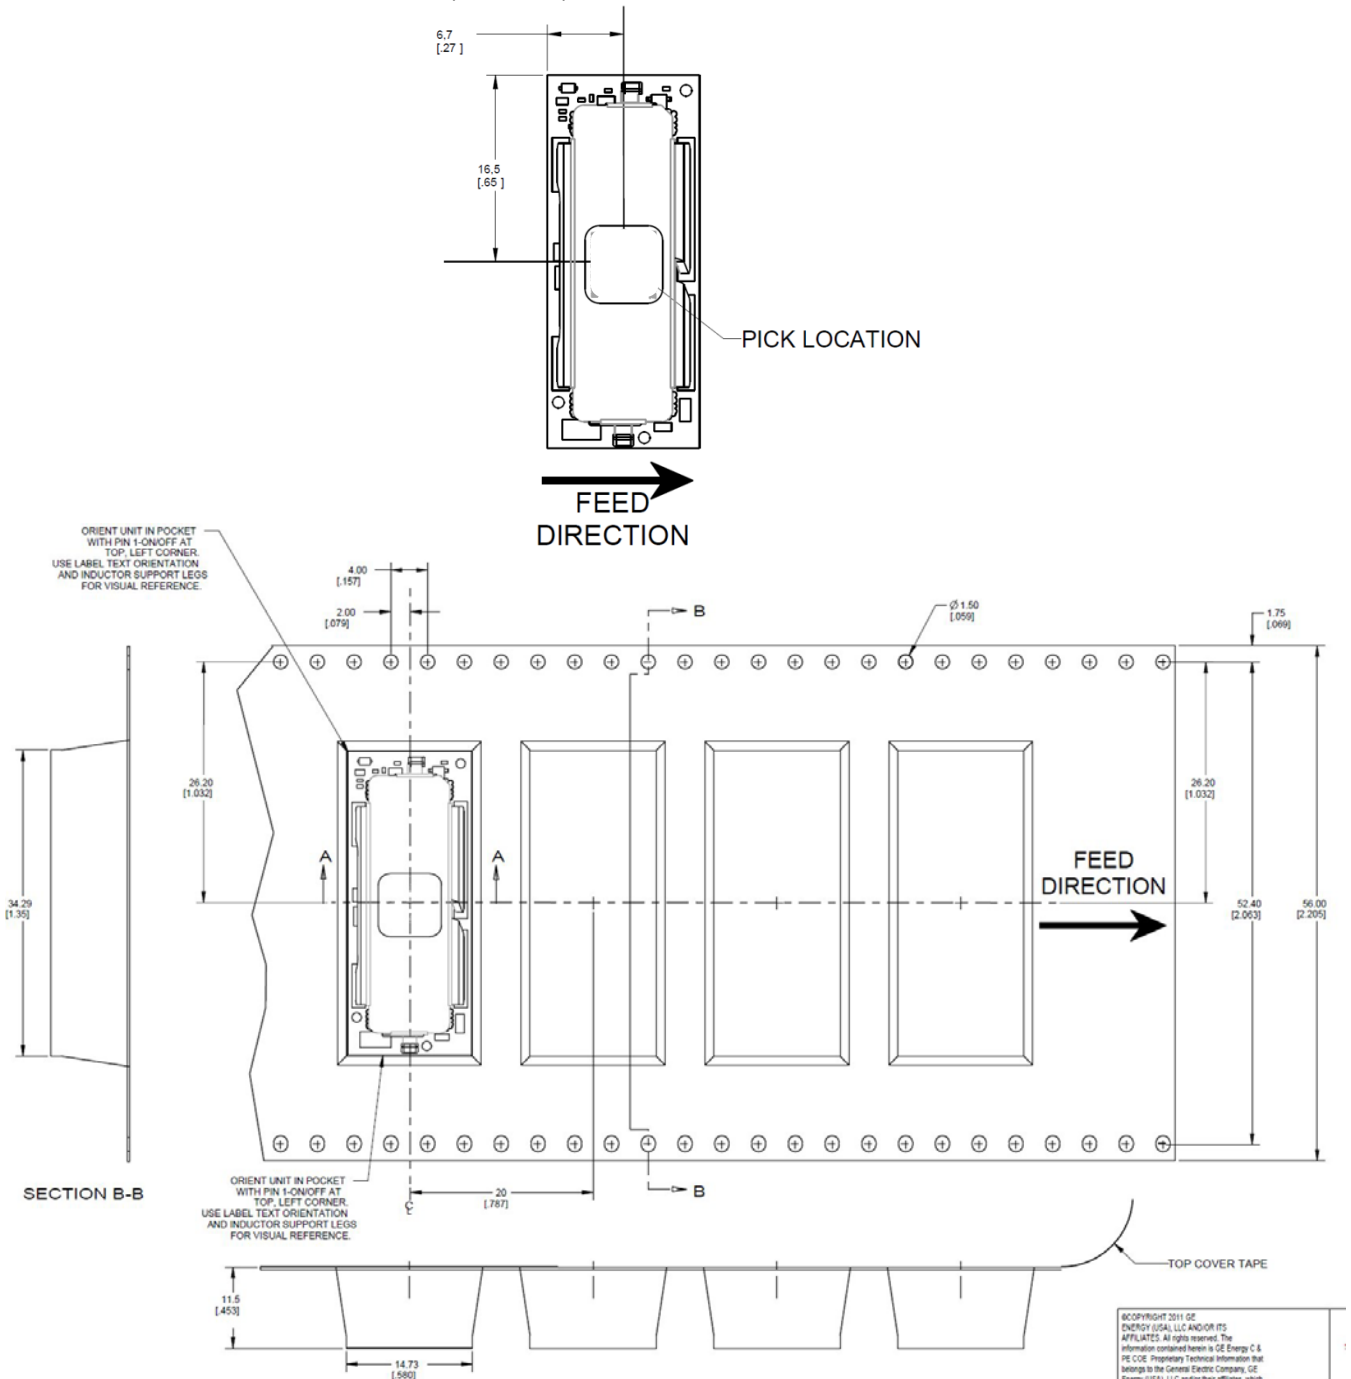 6,7
[.27 ]
16,5
[.65 ]
PICK LOCATION
FEED
DIRECTION
ORIENT UNIT IN POCKET
WITH PIN 1-ON/OFF AT
TOP, LEFT CORNER.
USE LABEL TEXT ORIENTATION
AND INDUCTOR SUPPORT LEGS
FOR VISUAL REFERENCE.
4.00
[.157]
2.00
[.079]
B
Ø 1.50
[.059]
1.75
[.069]
26.20
[1.032]
26.20
[1.032]
A
A
FEED
DIRECTION
34.29
[1.35]
52.40
[2.063]
56.00
[2.205]
SECTION B-B
ORIENT UNIT IN POCKET
WITH PIN 1-ON/OFF AT
TOP, LEFT CORNER.
USE LABEL TEXT ORIENTATION
AND INDUCTOR SUPPORT LEGS
FOR VISUAL REFERENCE.
20
[.787]
B
TOP COVER TAPE
11.5
[.453]
14.73
[.580]
©COPYRIGHT 2011 GE
ENERGY (USA), LLC AND/OR ITS
AFFILIATES. All rights reserved. The
information contained herein is GE Energy C &
PE COE Proprietary Technical Information that
belongs to the General Electric Company, GE